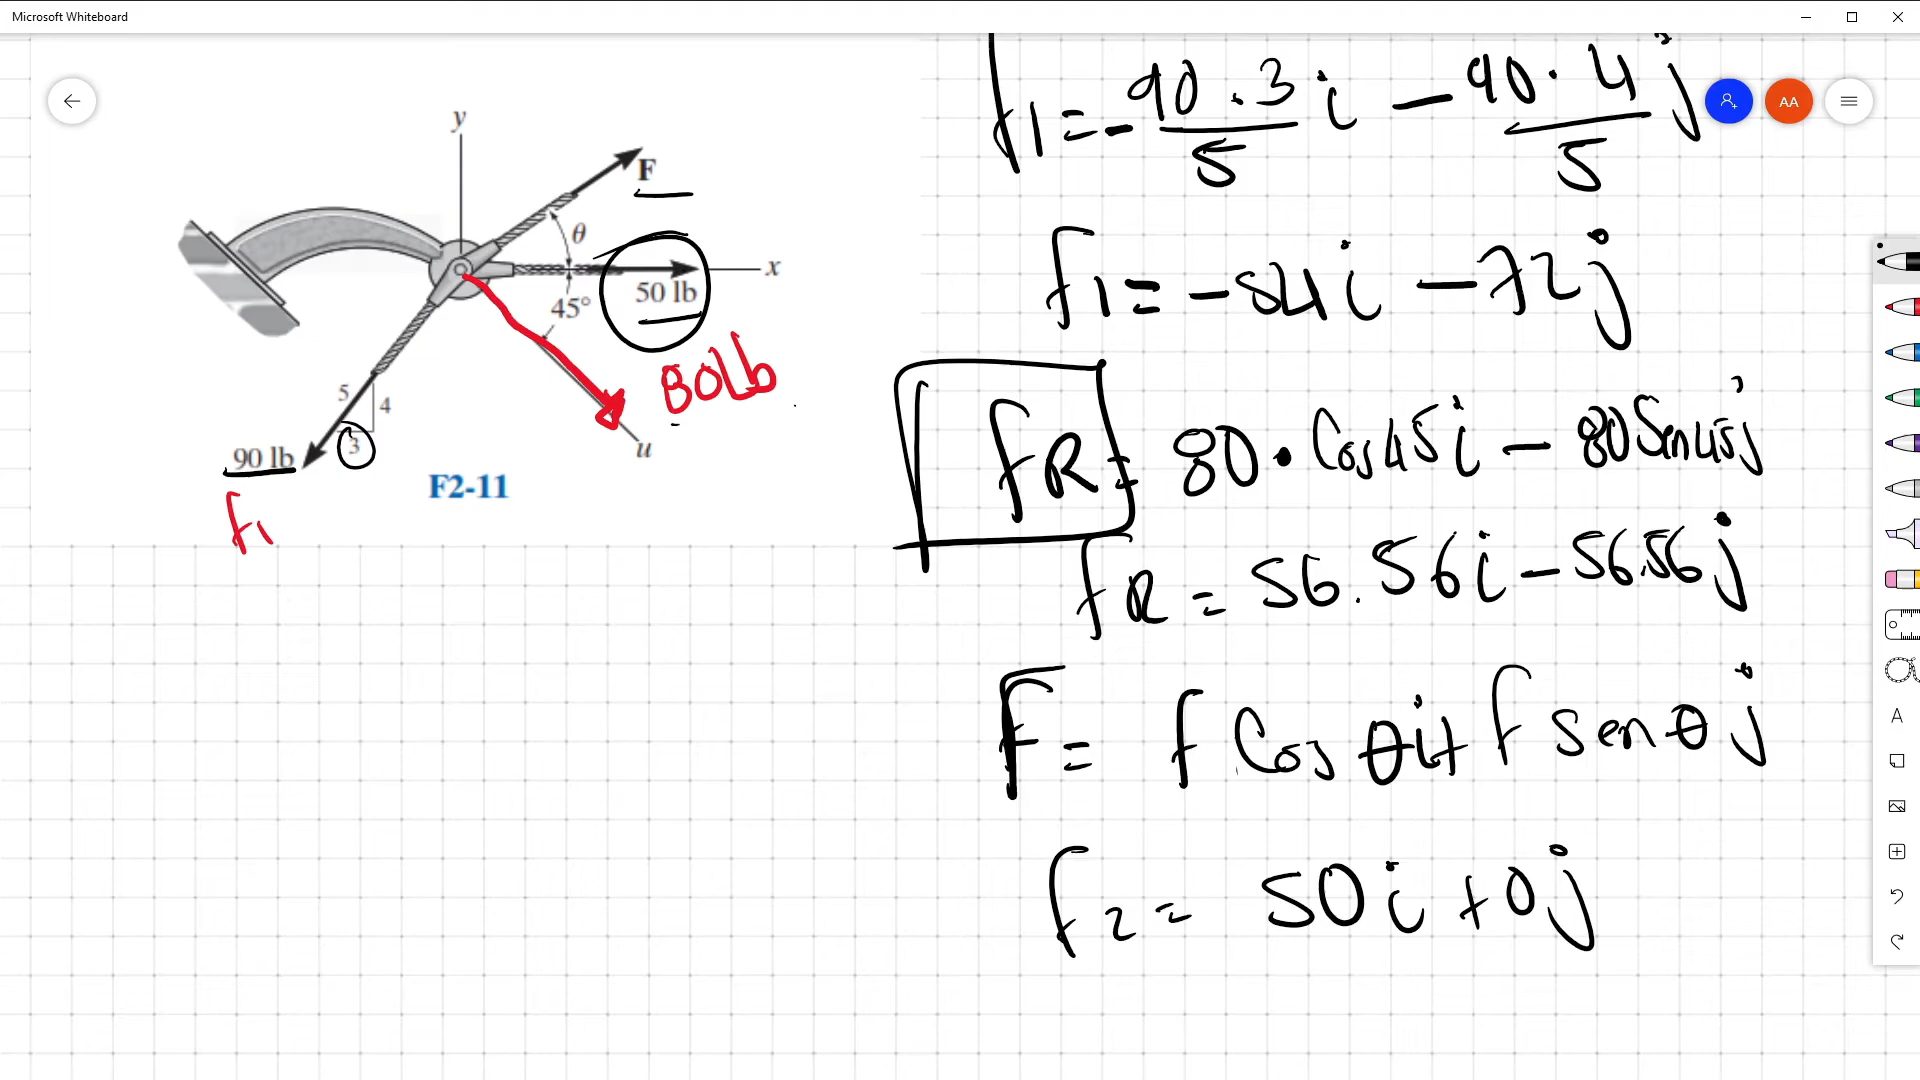 Microsoft Whiteboard
f1 = - 90 . 3 / 5 i - 90 . 4 / 5 j
AA
y
F
θ
x
50 lb
45°
80lb
5
4
3
90 lb
u
F2-11
f1
f1 = -54i - 72j
fR = 80 • Cos45i - 80Sen45j
fR = 56.56i - 56.56j
F = f Cos θi + f sen θ j
f2 = 50i + 0j
A